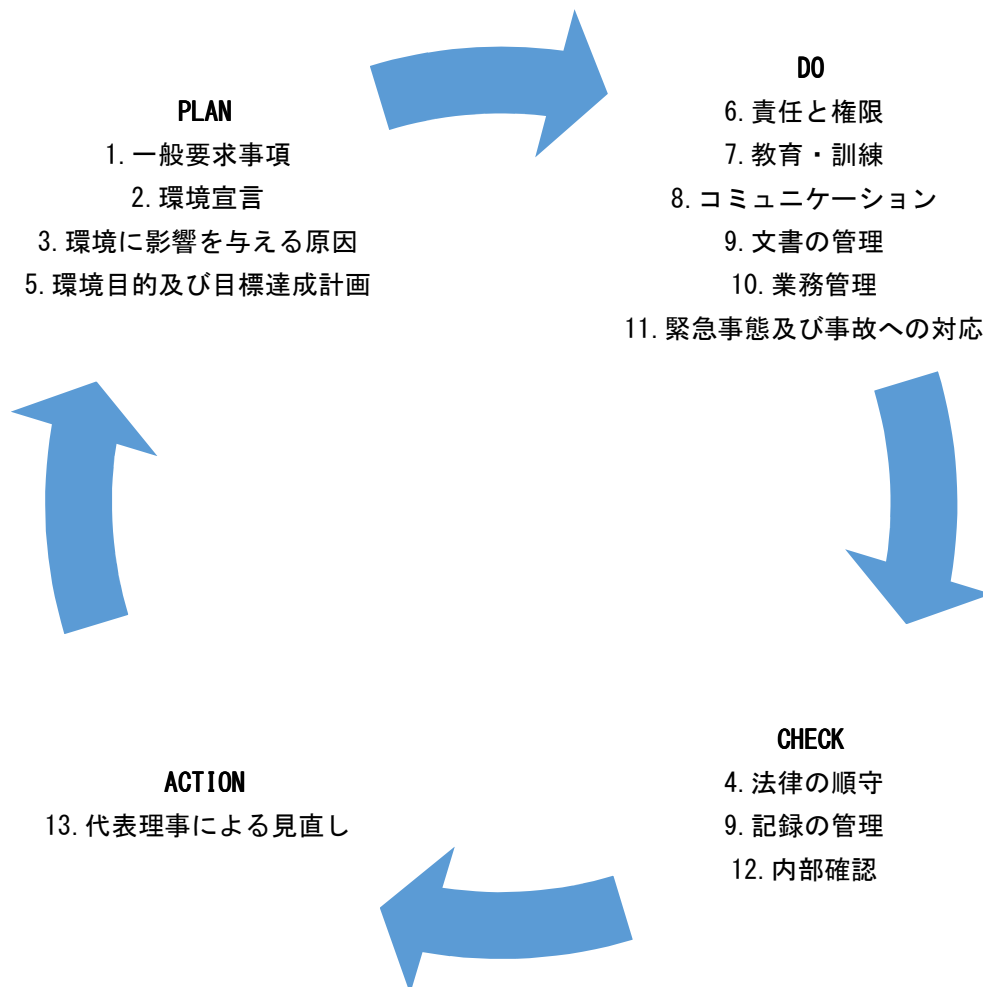 PLAN
1. 一般要求事項
2. 環境宣言
3. 環境に影響を与える原因
5. 環境目的及び目標達成計画
DO
6. 責任と権限
7. 教育・訓練
8. コミュニケーション
9. 文書の管理
10. 業務管理
11. 緊急事態及び事故への対応
CHECK
4. 法律の順守
9. 記録の管理
12. 内部確認
ACTION
13. 代表理事による見直し